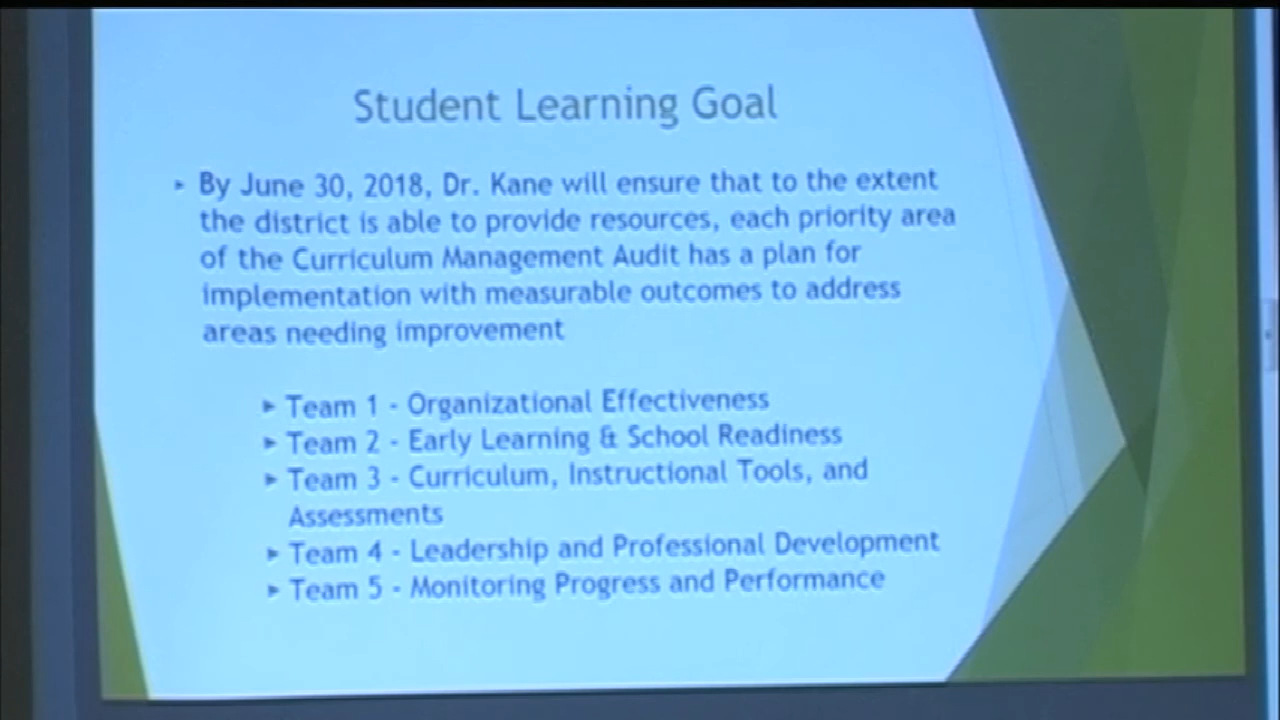 Student Learning Goal
By June 30, 2018, Dr. Kane will ensure that to the extent
the district is able to provide resources, each priority area
of the Curriculum Management Audit has a plan for
implementation with measurable outcomes to address
areas needing improvement
Team 1 - Organizational Effectiveness
Team 2 - Early Learning & School Readiness
Team 3 - Curriculum, Instructional Tools, and
Assessments
Team 4 - Leadership and Professional Development
Team 5 - Monitoring Progress and Performance